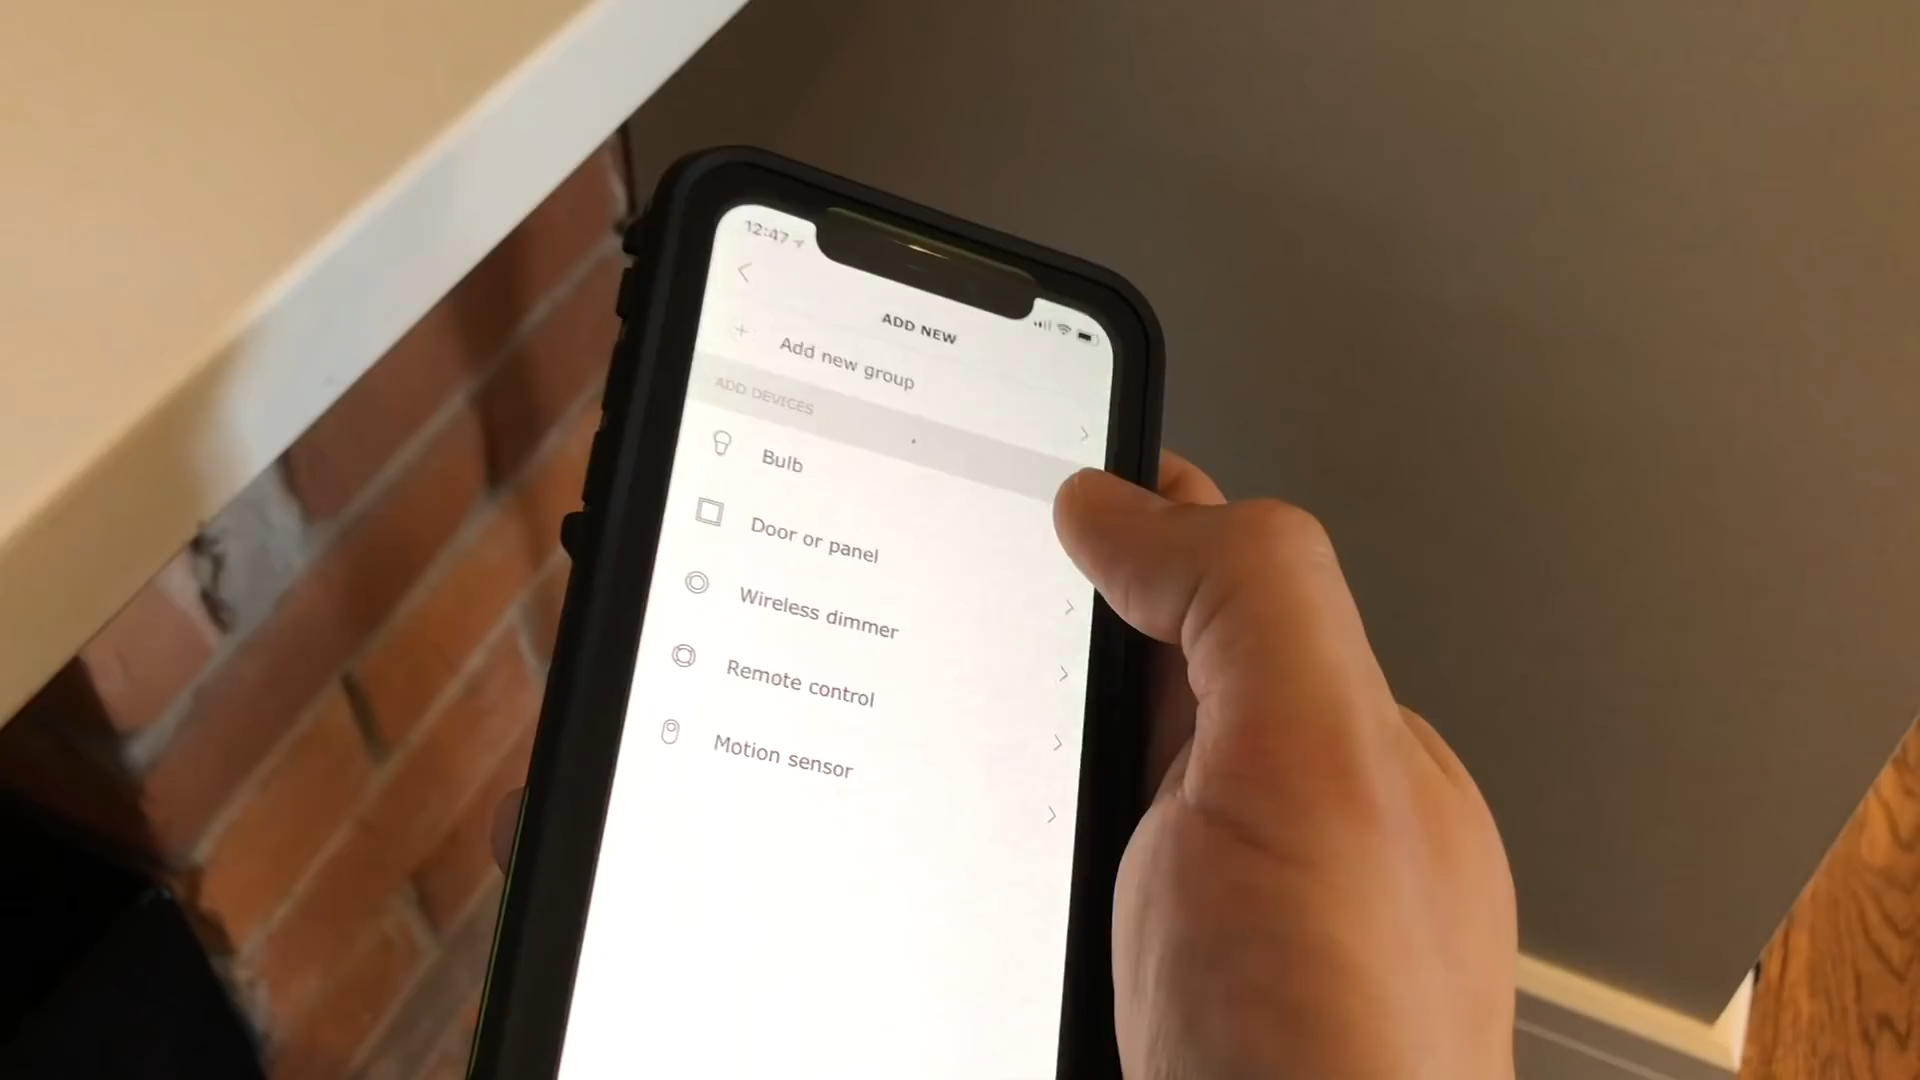 12:47
ADD NEW
Add new group
ADD DEVICES
Bulb
Door or panel
Wireless dimmer
Remote control
Motion sensor